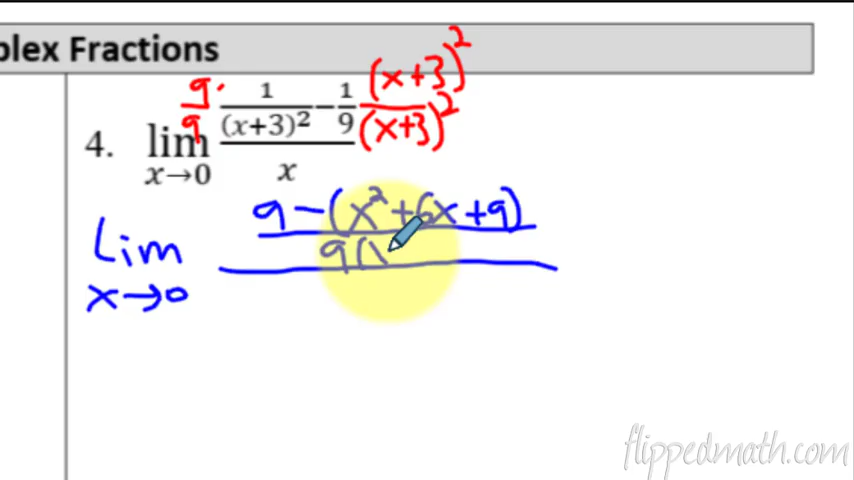 plex Fractions
4. lim x→0 9/9 · (1/(x+3)² − 1/9 (x+3)²/(x+3)²)/x
9 − (x² + 6x + 9)
9(
Lim
x→0
flippedmath.com